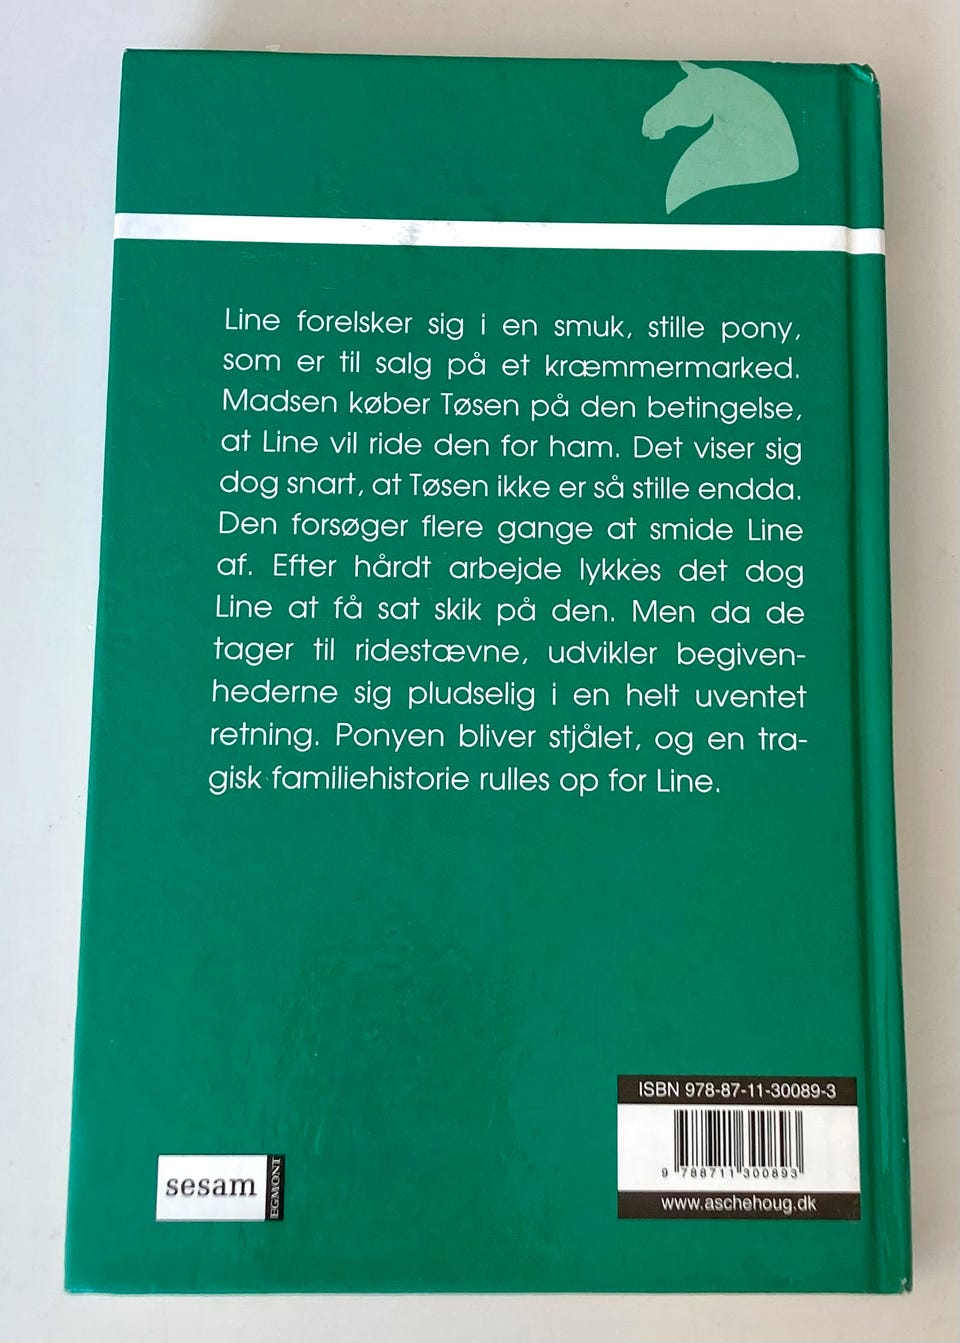 Line forelsker sig i en smuk, stille pony,
som er til salg på et kræmmermarked.
Madsen køber Tøsen på den betingelse,
at Line vil ride den for ham. Det viser sig
dog snart, at Tøsen ikke er så stille endda.
Den forsøger flere gange at smide Line
af. Efter hårdt arbejde lykkes det dog
Line at få sat skik på den. Men da de
tager til ridestævne, udvikler begiven-
hederne sig pludselig i en helt uventet
retning. Ponyen bliver stjålet, og en tra-
gisk familiehistorie rulles op for Line.
ISBN 978-87-11-30089-3
9 788711 300893
www.aschehoug.dk
sesam
EGMONT